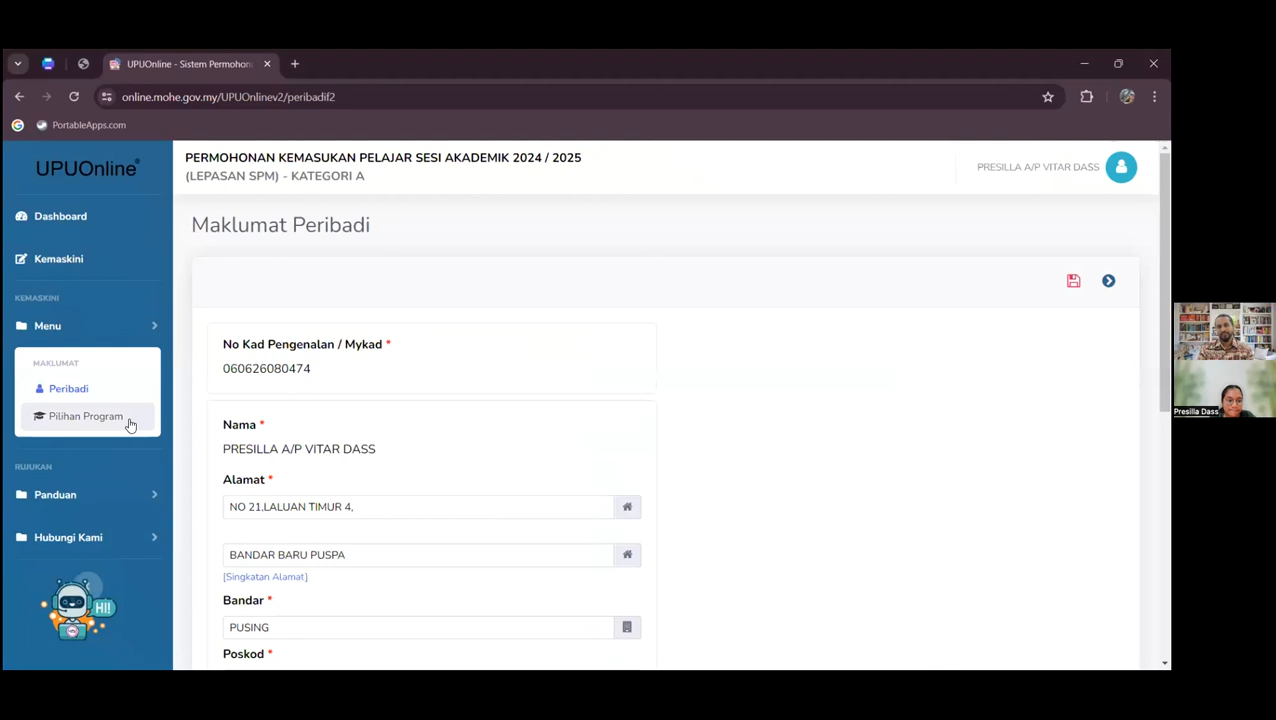 UPUOnline - Sistem Permohon
online.mohe.gov.my/UPUOnlinev2/peribadif2
PortableApps.com
UPUOnline
PERMOHONAN KEMASUKAN PELAJAR SESI AKADEMIK 2024 / 2025
(LEPASAN SPM) - KATEGORI A
PRESILLA A/P VITAR DASS
Dashboard
Kemaskini
KEMASKINI
Menu
MAKLUMAT
Peribadi
Pilihan Program
RUJUKAN
Panduan
Hubungi Kami
HI!
Maklumat Peribadi
No Kad Pengenalan / Mykad *
060626080474
Nama *
PRESILLA A/P VITAR DASS
Alamat *
NO 21,LALUAN TIMUR 4,
BANDAR BARU PUSPA
[Singkatan Alamat]
Bandar *
PUSING
Poskod *
Presilla Dass